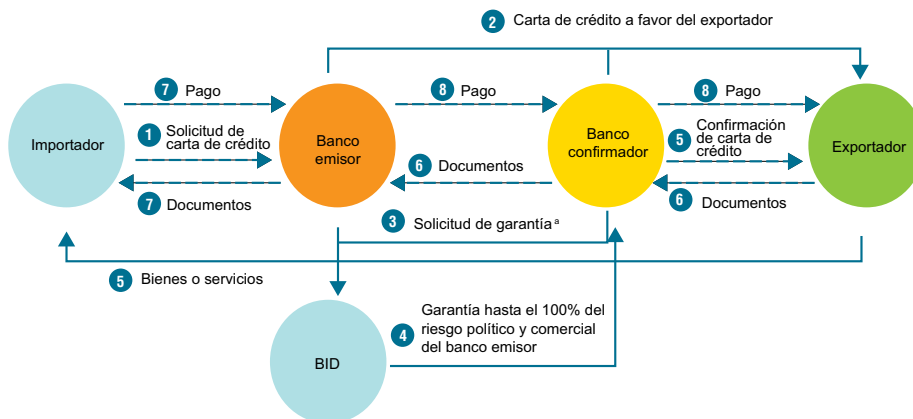 2 Carta de crédito a favor del exportador
7 Pago
8 Pago
8 Pago
Importador
1 Solicitud de
carta de crédito
Banco
emisor
Banco
confirmador
5 Confirmación
de carta de
crédito
Exportador
7 Documentos
6 Documentos
6 Documentos
3 Solicitud de garantía a
5 Bienes o servicios
BID
4 Garantía hasta el 100% del
riesgo político y comercial
del banco emisor